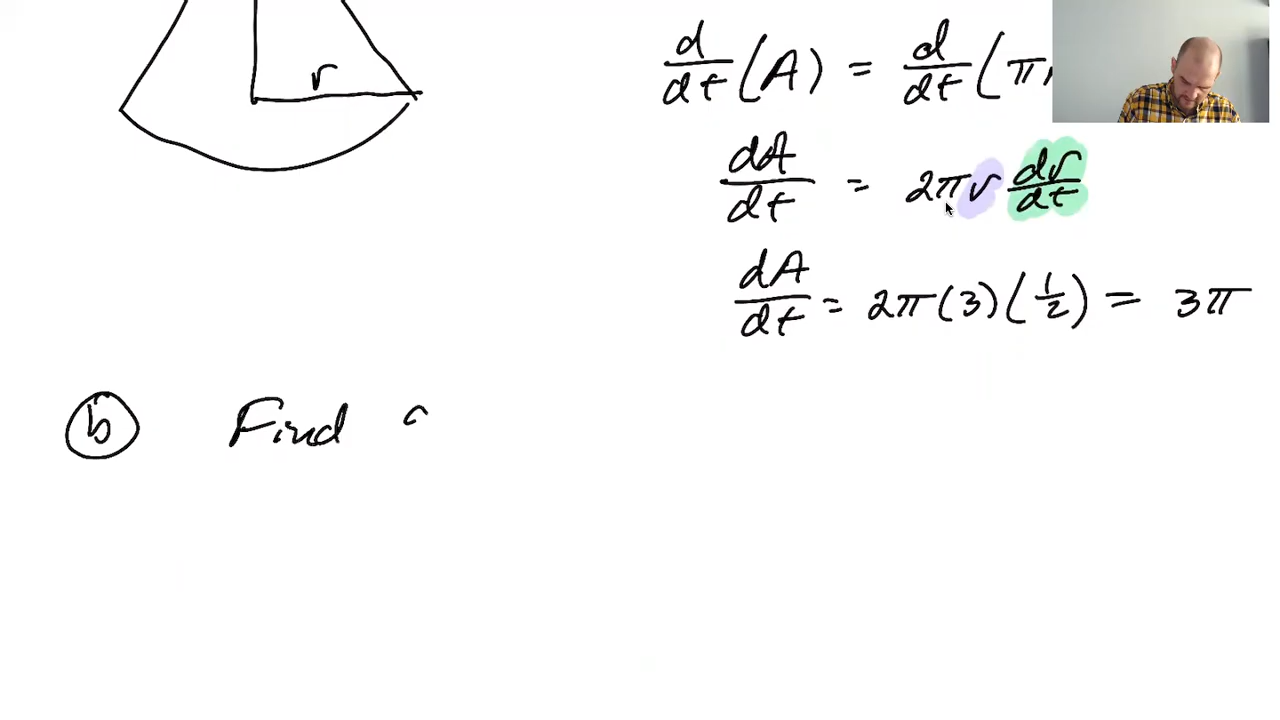 r
d/dt (A) = d/dt (π
dA/dt = 2πr dr/dt
dA/dt = 2π(3)(1/2) = 3π
b Find